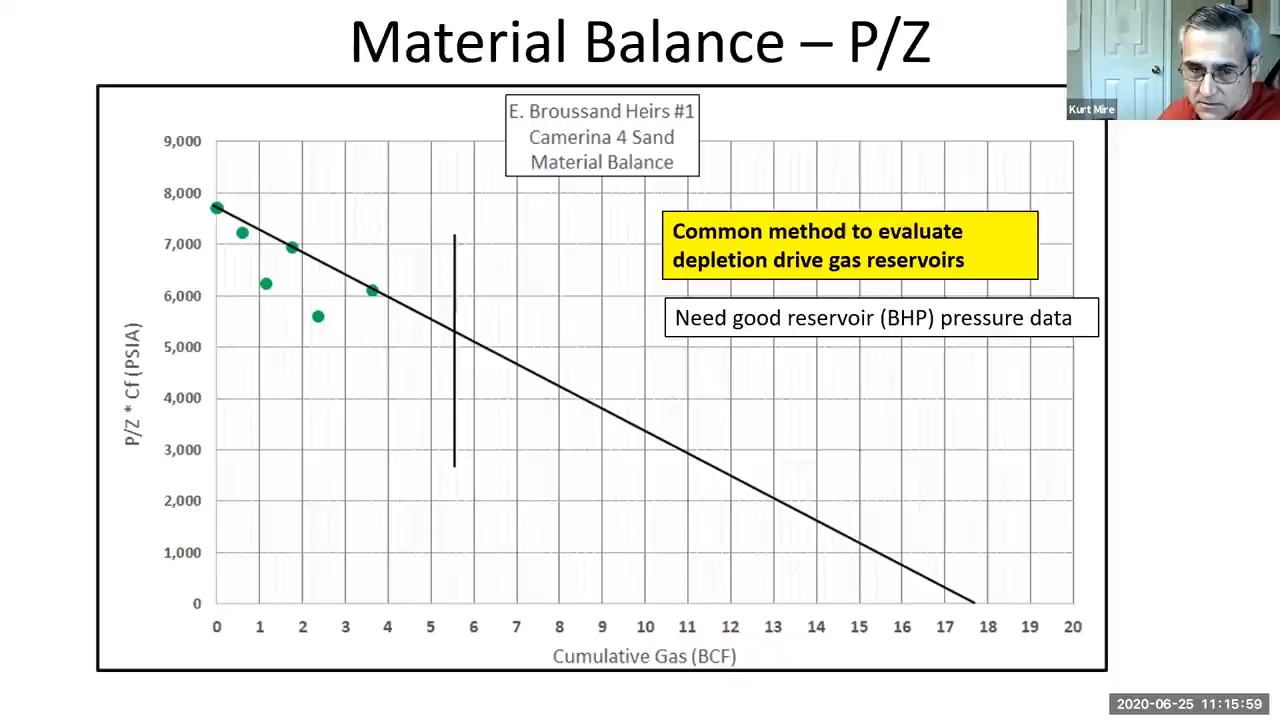 Material Balance – P/Z
Kurt Mire
E. Broussand Heirs #1
Camerina 4 Sand
Material Balance
9,000
8,000
7,000
6,000
5,000
4,000
3,000
2,000
1,000
0
P/Z * Cf (PSIA)
Common method to evaluate
depletion drive gas reservoirs
Need good reservoir (BHP) pressure data
0 1 2 3 4 5 6 7 8 9 10 11 12 13 14 15 16 17 18 19 20
Cumulative Gas (BCF)
2020-06-25 11:15:59